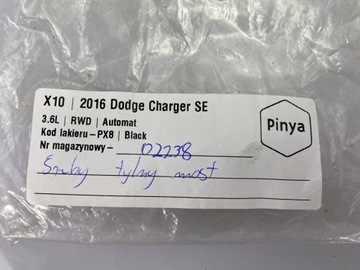 X10 | 2016 Dodge Charger SE
3.6L | RWD | Automat
Kod lakieru – PX8 | Black
Nr magazynowy – 02238
Pinya
Śruby tylny most